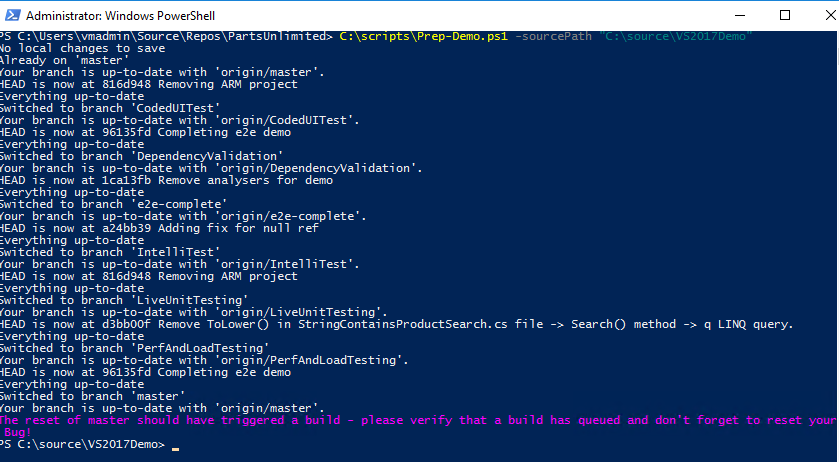 Administrator: Windows PowerShell
PS C:\Users\vmadmin\Source\Repos\PartsUnlimited> C:\scripts\Prep-Demo.ps1 -sourcePath "C:\source\VS2017Demo"
No local changes to save
Already on 'master'
Your branch is up-to-date with 'origin/master'.
HEAD is now at 816d948 Removing ARM project
Everything up-to-date
Switched to branch 'CodedUITest'
Your branch is up-to-date with 'origin/CodedUITest'.
HEAD is now at 96135fd Completing e2e demo
Everything up-to-date
Switched to branch 'DependencyValidation'
Your branch is up-to-date with 'origin/DependencyValidation'.
HEAD is now at 1ca13fb Remove analysers for demo
Everything up-to-date
Switched to branch 'e2e-complete'
Your branch is up-to-date with 'origin/e2e-complete'.
HEAD is now at a24bb39 Adding fix for null ref
Everything up-to-date
Switched to branch 'IntelliTest'
Your branch is up-to-date with 'origin/IntelliTest'.
HEAD is now at 816d948 Removing ARM project
Everything up-to-date
Switched to branch 'LiveUnitTesting'
Your branch is up-to-date with 'origin/LiveUnitTesting'.
HEAD is now at d3bb00f Remove ToLower() in StringContainsProductSearch.cs file -> Search() method -> q LINQ query.
Everything up-to-date
Switched to branch 'PerfAndLoadTesting'
Your branch is up-to-date with 'origin/PerfAndLoadTesting'.
HEAD is now at 96135fd Completing e2e demo
Everything up-to-date
Switched to branch 'master'
Your branch is up-to-date with 'origin/master'.
The reset of master should have triggered a build - please verify that a build has queued and don't forget to reset your
Bug!
PS C:\source\VS2017Demo>